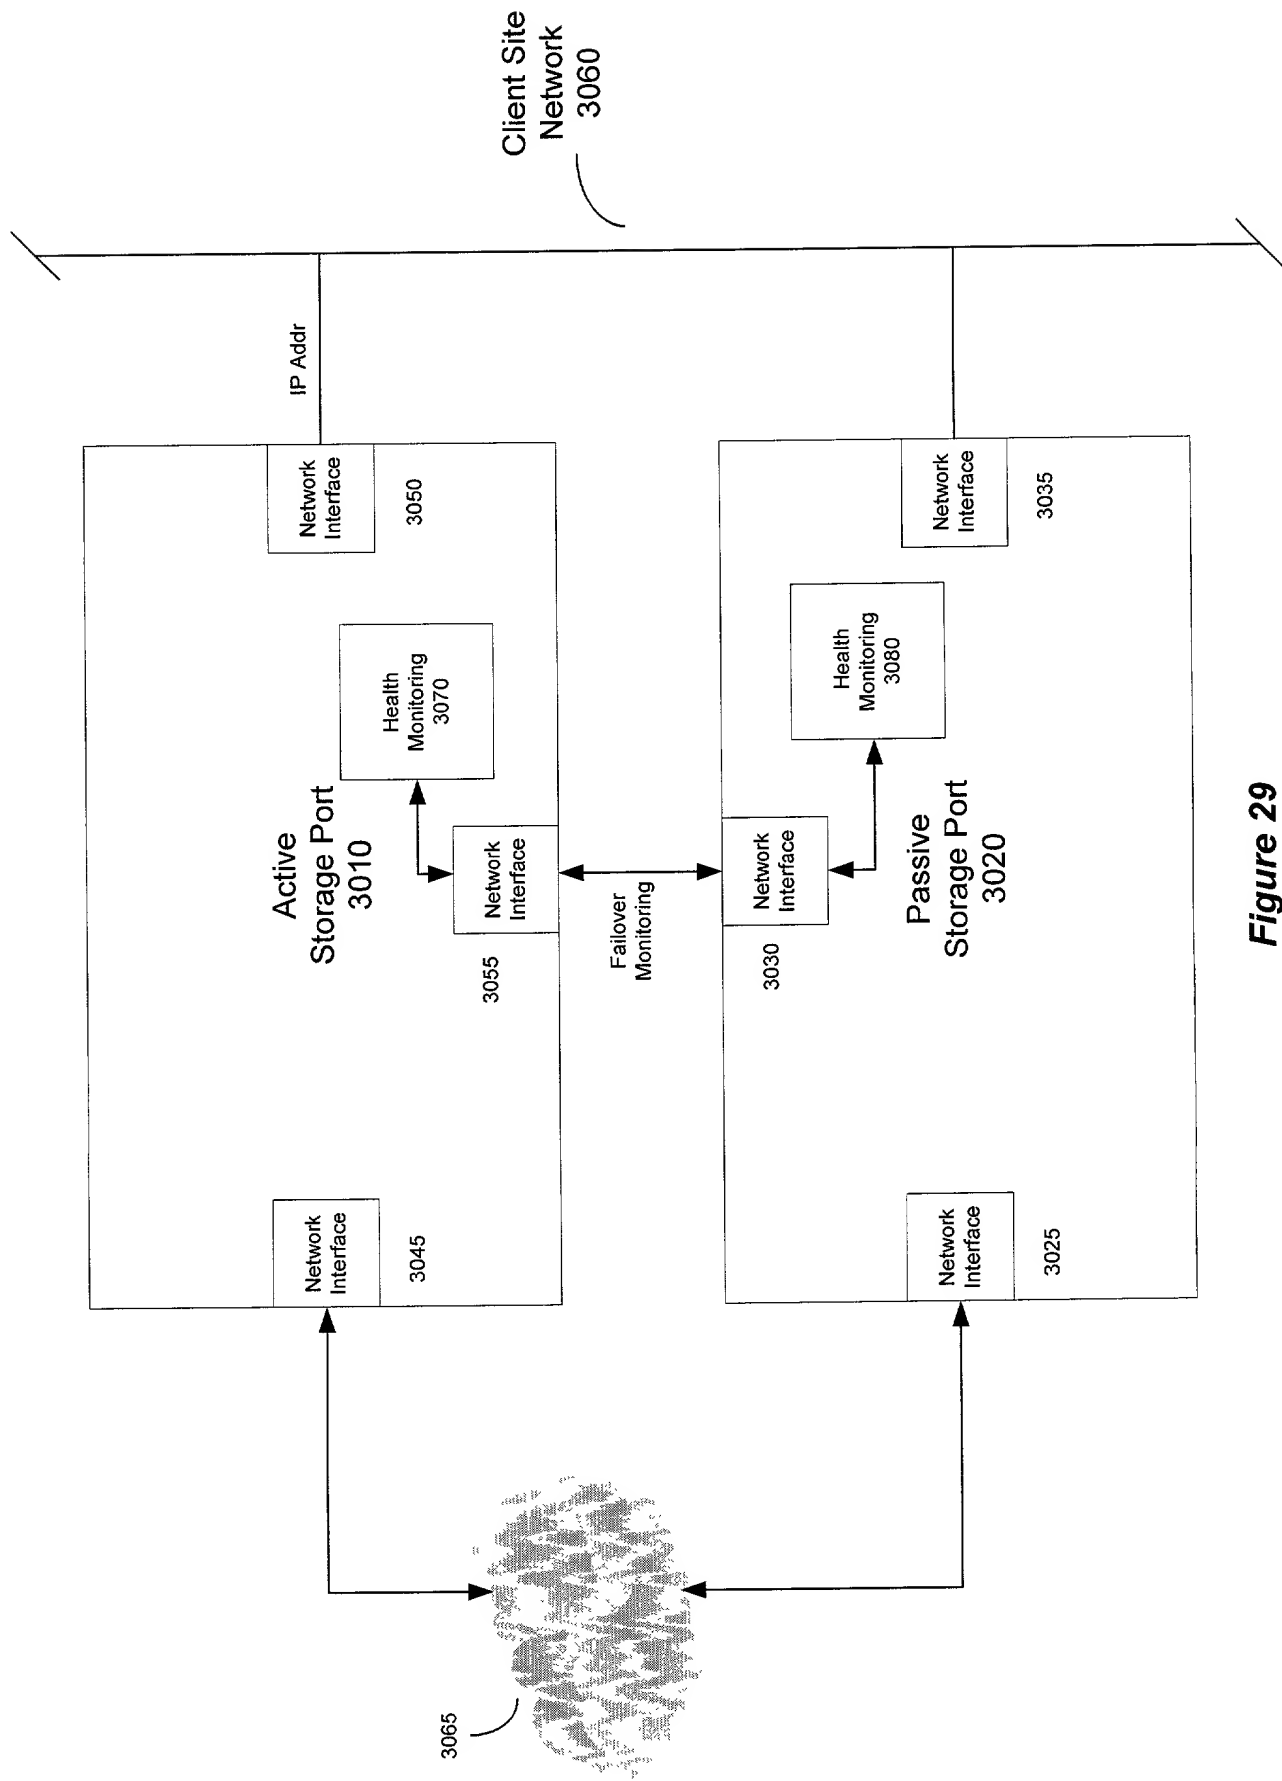 Client Site
Network
3060
IP Addr
Network
Interface
3050
Health
Monitoring
3070
Active
Storage Port
3010
Network
Interface
3055
Network
Interface
3045
Failover
Monitoring
Network
Interface
3035
Health
Monitoring
3080
Network
Interface
3030
Passive
Storage Port
3020
Network
Interface
3025
3065
Figure 29